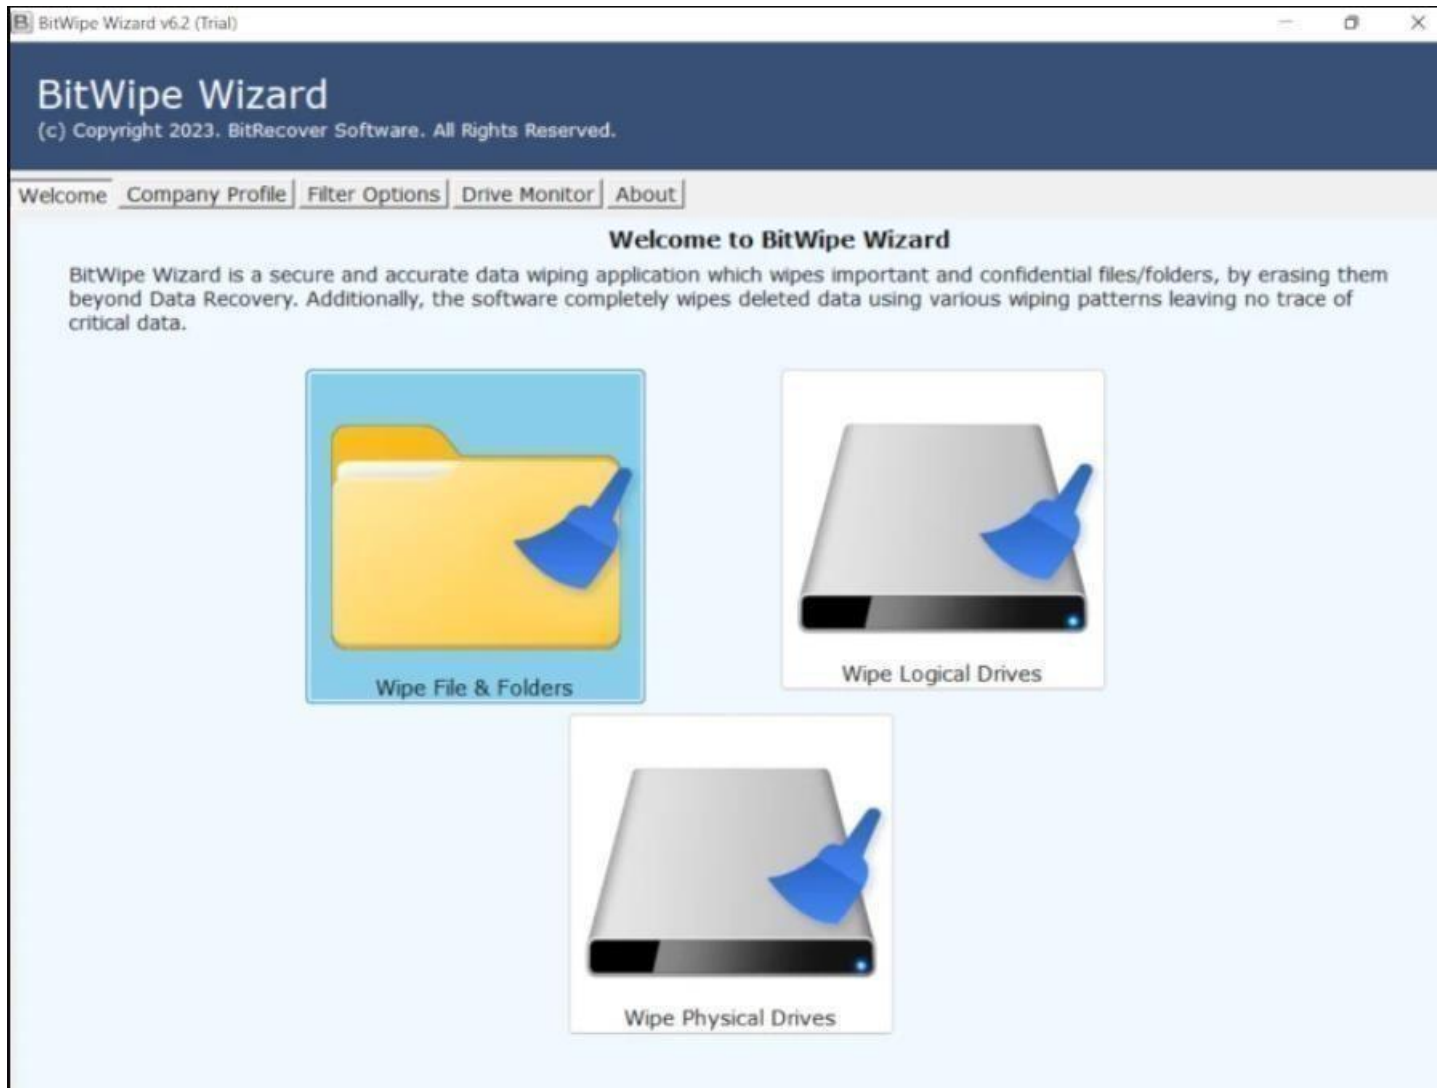 BitWipe Wizard v6.2 (Trial)
BitWipe Wizard
(c) Copyright 2023. BitRecover Software. All Rights Reserved.
Welcome Company Profile Filter Options Drive Monitor About
Welcome to BitWipe Wizard
BitWipe Wizard is a secure and accurate data wiping application which wipes important and confidential files/folders, by erasing them
beyond Data Recovery. Additionally, the software completely wipes deleted data using various wiping patterns leaving no trace of
critical data.
Wipe File & Folders
Wipe Logical Drives
Wipe Physical Drives